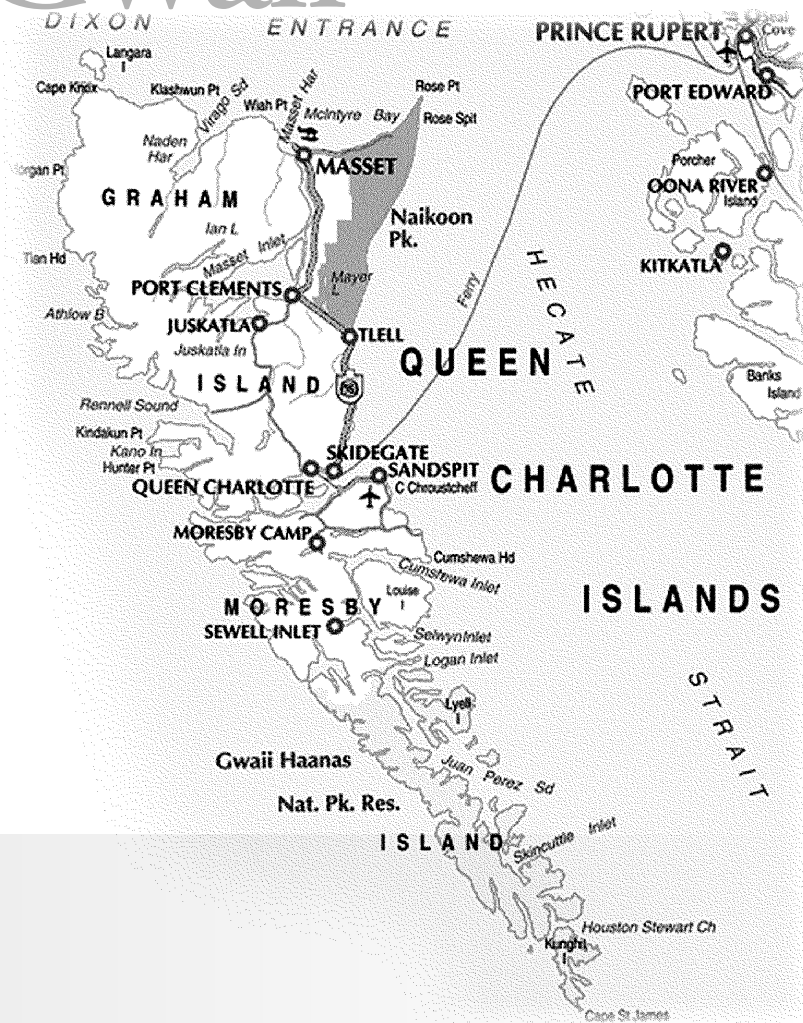 DIXON ENTRANCE
PRINCE RUPERT
Seal
Cove
Langara
I
Cape Knox
Klashwun Pt
Virago Sd
Wiah Pt
Masset Har
McIntyre Bay
Rose Pt
Rose Spit
PORT EDWARD
Naden
Har
MASSET
Porcher
Island
OONA RIVER
GRAHAM
Naikoon
Pk.
Ian L
Masset Inlet
KITKATLA
Tian Hd
HECATE
Mayer
L
Ferry
PORT CLEMENTS
Athlow B
JUSKATLA
TLELL
Juskatla In
QUEEN
ISLAND
Banks
Island
Rennell Sound
Kindakun Pt
Kano In
Hunter Pt
SKIDEGATE
SANDSPIT
QUEEN CHARLOTTE
C Chroustcheff
CHARLOTTE
MORESBY CAMP
Cumshewa Hd
Cumshewa Inlet
Louise
I
MORESBY
ISLANDS
SEWELL INLET
Selwyn Inlet
Logan Inlet
STRAIT
Lyell
I
Gwaii Haanas
Juan Perez Sd
Nat. Pk. Res.
ISLAND
Skincuttle Inlet
Houston Stewart Ch
Kunghit
I
Cape St James